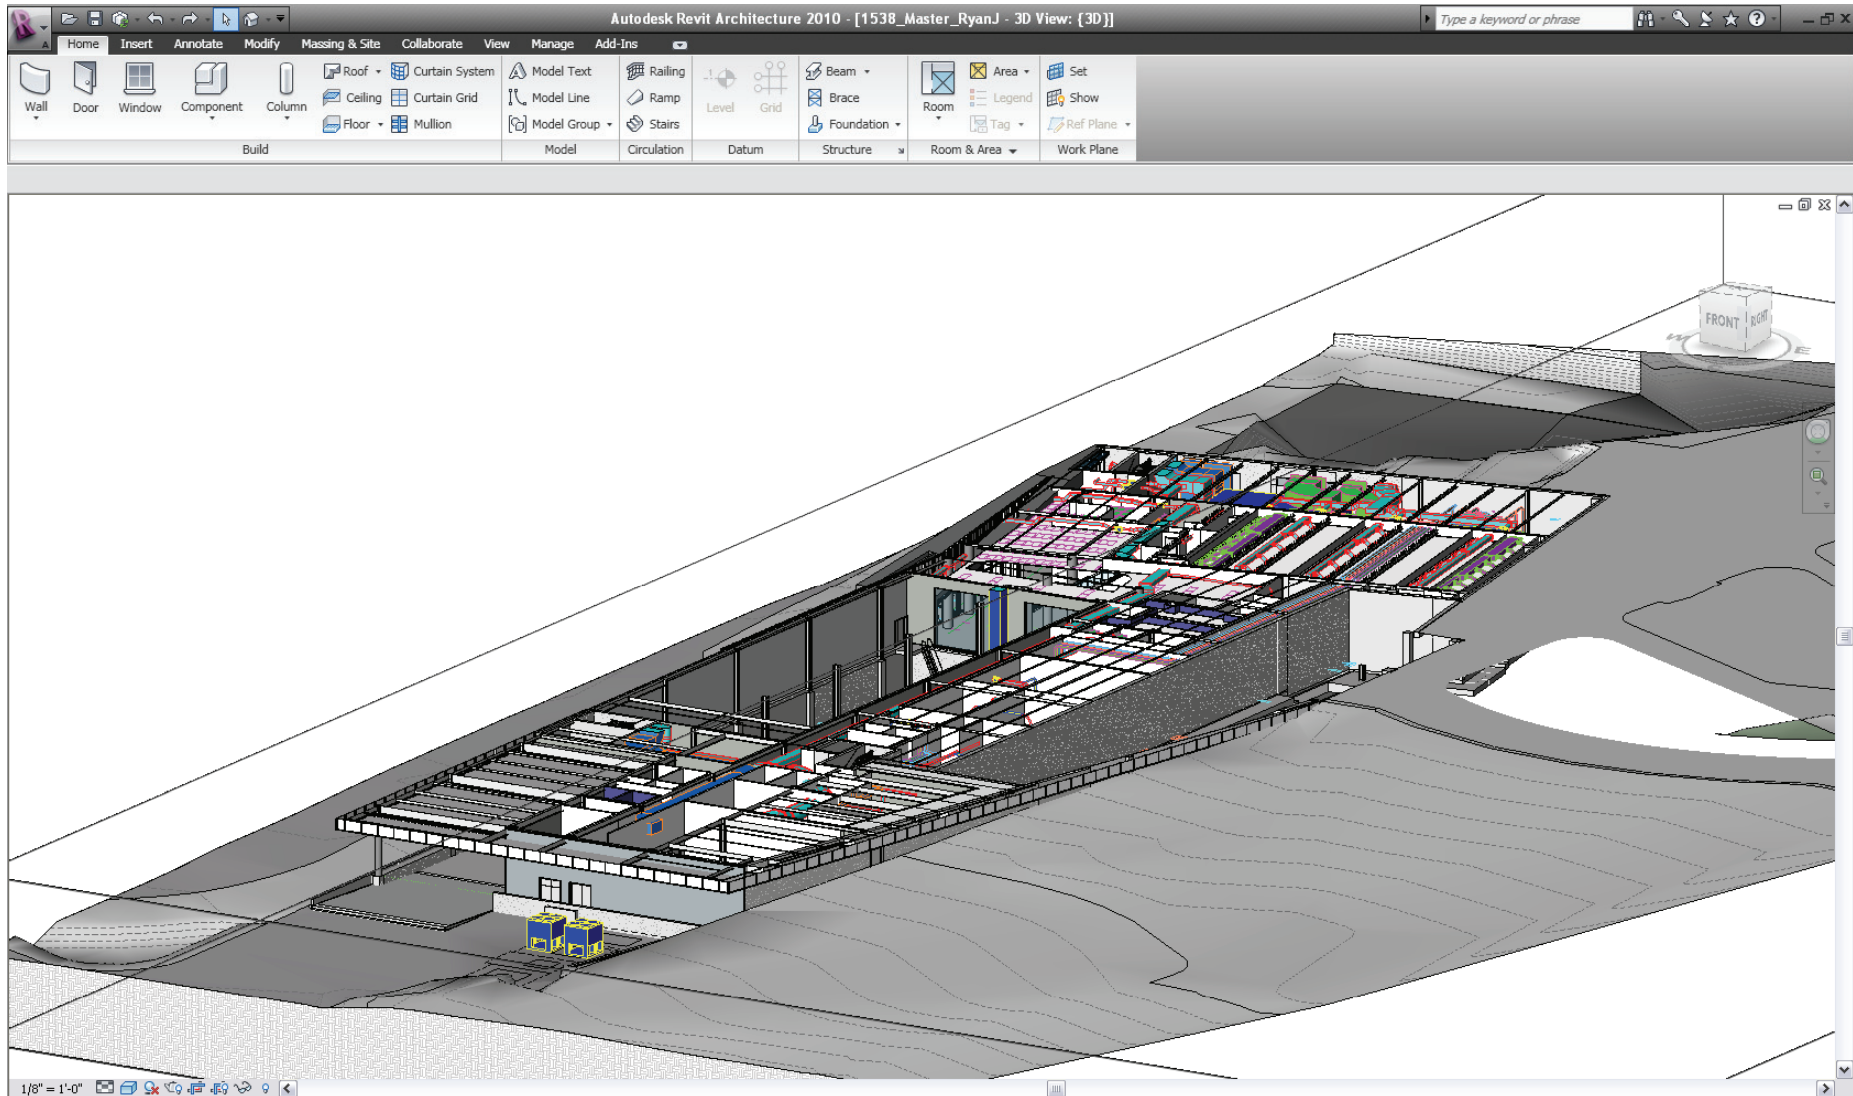 Autodesk Revit Architecture 2010 - [1538_Master_RyanJ - 3D View: {3D}]
Type a keyword or phrase
Home Insert Annotate Modify Massing & Site Collaborate View Manage Add-Ins
Wall Door Window Component Column
Roof Curtain System
Ceiling Curtain Grid
Floor Mullion
Build
Model Text
Model Line
Model Group
Model
Railing
Ramp
Stairs
Circulation
Level Grid
Datum
Beam
Brace
Foundation
Structure
Room
Area
Legend
Tag
Room & Area
Set
Show
Ref Plane
Work Plane
FRONT RIGHT
W E
1/8" = 1'-0"